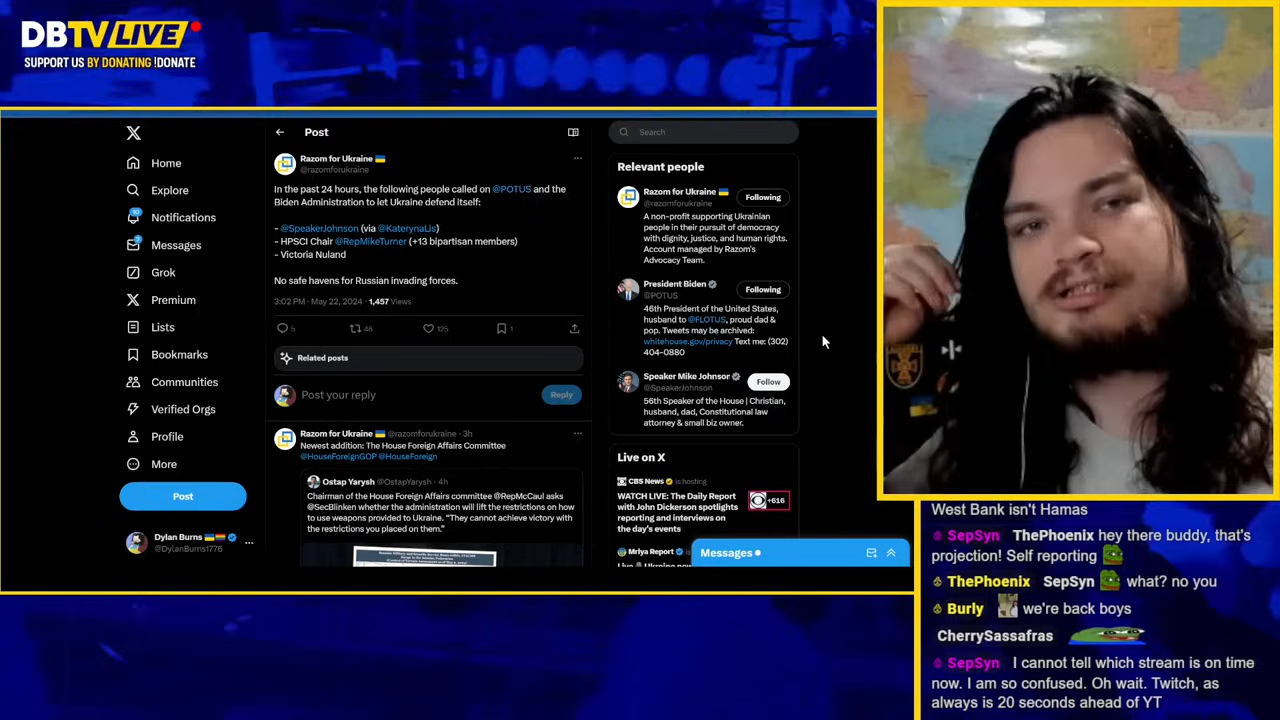 DBTV LIVE
SUPPORT US BY DONATING !DONATE
Home
Explore
10
Notifications
Messages
Grok
Premium
Lists
Bookmarks
Communities
Verified Orgs
Profile
More
Post
Dylan Burns
@DylanBurns1776
Post
Razom for Ukraine
@razomforukraine
In the past 24 hours, the following people called on @POTUS and the
Biden Administration to let Ukraine defend itself:
- @SpeakerJohnson (via @KaterynaLis)
- HPSCI Chair @RepMikeTurner (+13 bipartisan members)
- Victoria Nuland
No safe havens for Russian invading forces.
3:02 PM · May 22, 2024 · 1,457 Views
5
46
125
1
Related posts
Post your reply
Reply
Razom for Ukraine @razomforukraine · 3h
Newest addition: The House Foreign Affairs Committee
@HouseForeignGOP @HouseForeign
Ostap Yarysh @OstapYarysh · 4h
Chairman of the House Foreign Affairs committee @RepMcCaul asks
@SecBlinken whether the administration will lift the restrictions on how
to use weapons provided to Ukraine. "They cannot achieve victory with
the restrictions you placed on them."
Search
Relevant people
Razom for Ukraine
@razomforukraine
Following
A non-profit supporting Ukrainian
people in their pursuit of democracy
with dignity, justice, and human rights.
Account managed by Razom's
Advocacy Team.
President Biden
@POTUS
Following
46th President of the United States,
husband to @FLOTUS, proud dad &
pop. Tweets may be archived:
whitehouse.gov/privacy Text me: (302)
404-0880
Speaker Mike Johnson
@SpeakerJohnson
Follow
56th Speaker of the House | Christian,
husband, dad, Constitutional law
attorney & small biz owner.
Live on X
CBS News is hosting
WATCH LIVE: The Daily Report
with John Dickerson spotlights
reporting and interviews on
the day's events
+616
Mriya Report
Messages
West Bank isn't Hamas
SepSyn ThePhoenix hey there buddy, that's
projection! Self reporting
ThePhoenix SepSyn what? no you
Burly we're back boys
CherrySassafras
SepSyn I cannot tell which stream is on time
now. I am so confused. Oh wait. Twitch, as
always is 20 seconds ahead of YT